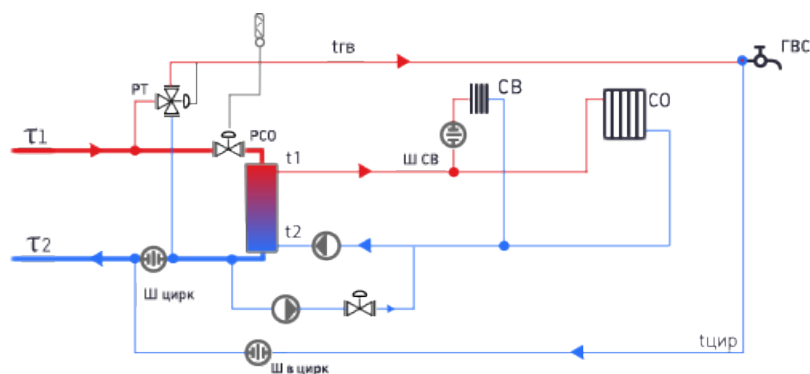 tгв
ГВС
РТ
СВ
СО
τ1
РСО
t1
Ш СВ
τ2
t2
Ш цирк
tцир
Ш в цирк